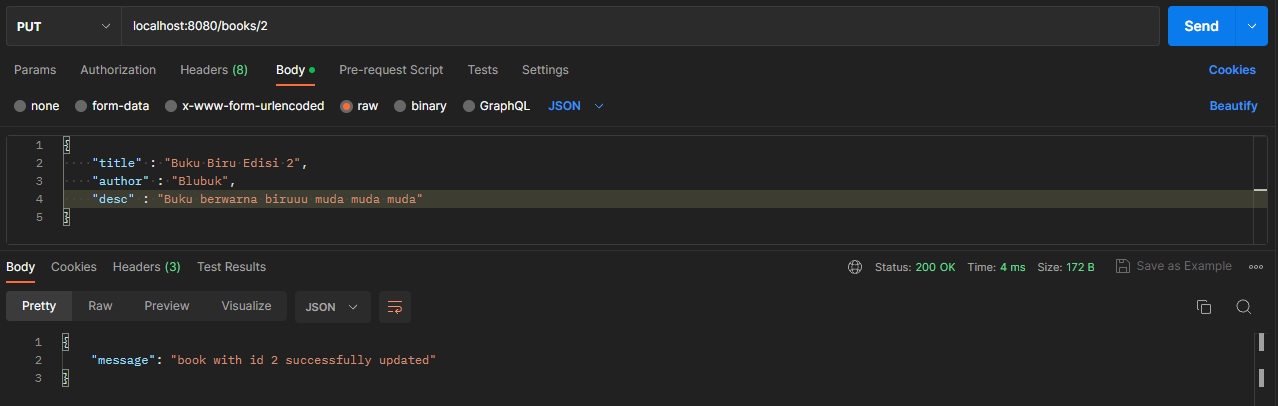 PUT localhost:8080/books/2 Send
Params Authorization Headers (8) Body Pre-request Script Tests Settings Cookies
none form-data x-www-form-urlencoded raw binary GraphQL JSON Beautify
1 {
2 "title" : "Buku Biru Edisi 2",
3 "author" : "Blubuk",
4 "desc" : "Buku berwarna biruuu muda muda muda"
5 }
Body Cookies Headers (3) Test Results Status: 200 OK Time: 4 ms Size: 172 B Save as Example
Pretty Raw Preview Visualize JSON
1 {
2 "message": "book with id 2 successfully updated"
3 }